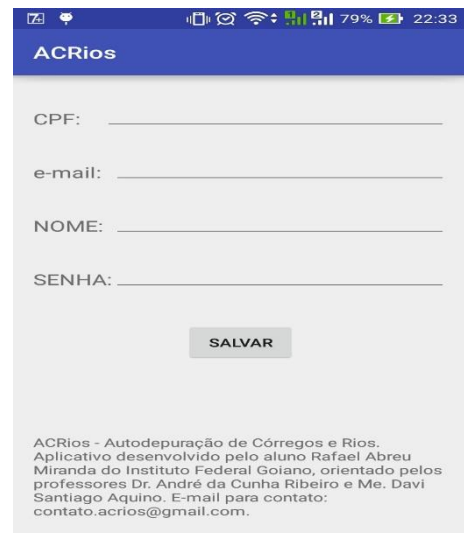 79% 22:33
ACRios
CPF:
e-mail:
NOME:
SENHA:
SALVAR
ACRios - Autodepuração de Córregos e Rios.
Aplicativo desenvolvido pelo aluno Rafael Abreu
Miranda do Instituto Federal Goiano, orientado pelos
professores Dr. André da Cunha Ribeiro e Me. Davi
Santiago Aquino. E-mail para contato:
contato.acrios@gmail.com.